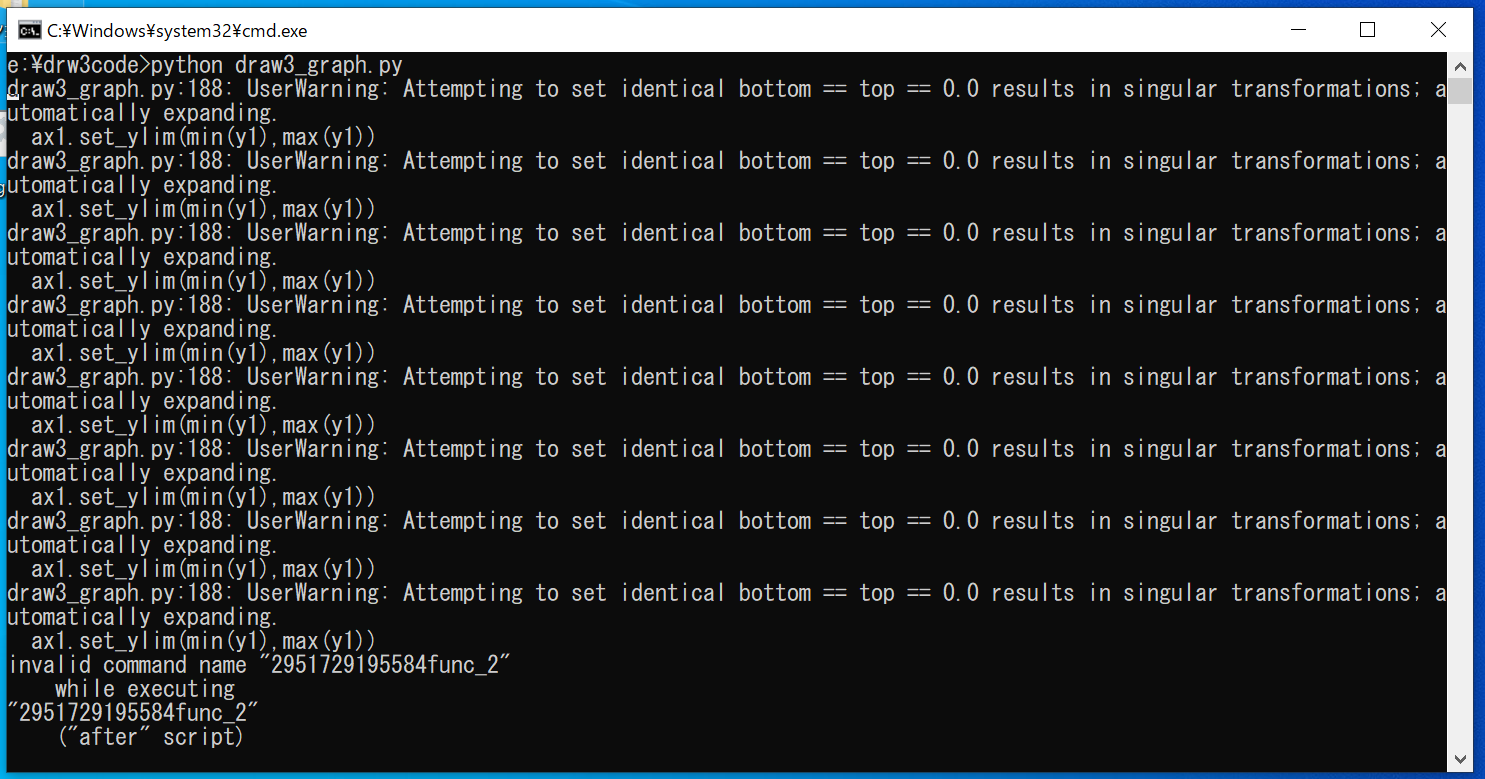 C:¥Windows¥system32¥cmd.exe
e:¥drw3code>python draw3_graph.py
draw3_graph.py:188: UserWarning: Attempting to set identical bottom == top == 0.0 results in singular transformations; a
utomatically expanding.
  ax1.set_ylim(min(y1),max(y1))
draw3_graph.py:188: UserWarning: Attempting to set identical bottom == top == 0.0 results in singular transformations; a
utomatically expanding.
  ax1.set_ylim(min(y1),max(y1))
draw3_graph.py:188: UserWarning: Attempting to set identical bottom == top == 0.0 results in singular transformations; a
utomatically expanding.
  ax1.set_ylim(min(y1),max(y1))
draw3_graph.py:188: UserWarning: Attempting to set identical bottom == top == 0.0 results in singular transformations; a
utomatically expanding.
  ax1.set_ylim(min(y1),max(y1))
draw3_graph.py:188: UserWarning: Attempting to set identical bottom == top == 0.0 results in singular transformations; a
utomatically expanding.
  ax1.set_ylim(min(y1),max(y1))
draw3_graph.py:188: UserWarning: Attempting to set identical bottom == top == 0.0 results in singular transformations; a
utomatically expanding.
  ax1.set_ylim(min(y1),max(y1))
draw3_graph.py:188: UserWarning: Attempting to set identical bottom == top == 0.0 results in singular transformations; a
utomatically expanding.
  ax1.set_ylim(min(y1),max(y1))
draw3_graph.py:188: UserWarning: Attempting to set identical bottom == top == 0.0 results in singular transformations; a
utomatically expanding.
  ax1.set_ylim(min(y1),max(y1))
invalid command name "2951729195584func_2"
    while executing
"2951729195584func_2"
    ("after" script)